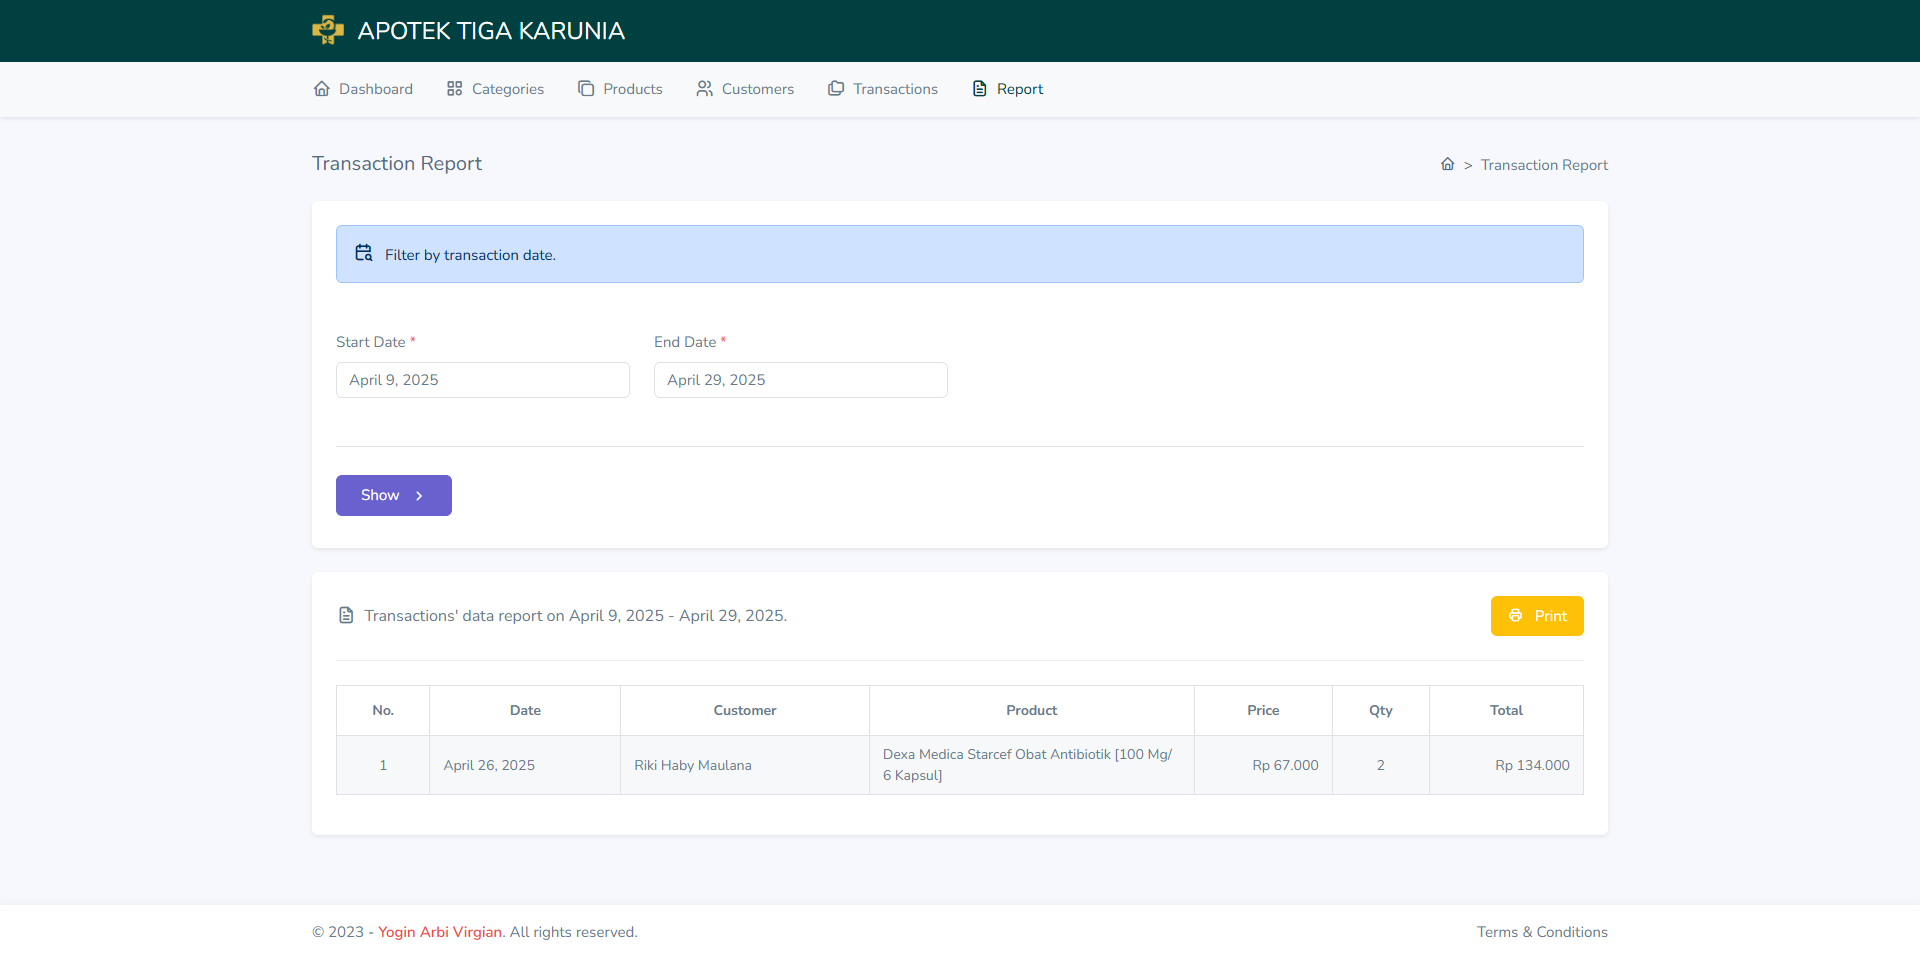 APOTEK TIGA KARUNIA
Dashboard Categories Products Customers Transactions Report
Transaction Report
> Transaction Report
Filter by transaction date.
Start Date * End Date *
April 9, 2025 April 29, 2025
Show
Transactions' data report on April 9, 2025 - April 29, 2025.
Print
No. Date Customer Product Price Qty Total
1 April 26, 2025 Riki Haby Maulana Dexa Medica Starcef Obat Antibiotik [100 Mg/
6 Kapsul] Rp 67.000 2 Rp 134.000
© 2023 - Yogin Arbi Virgian. All rights reserved. Terms & Conditions